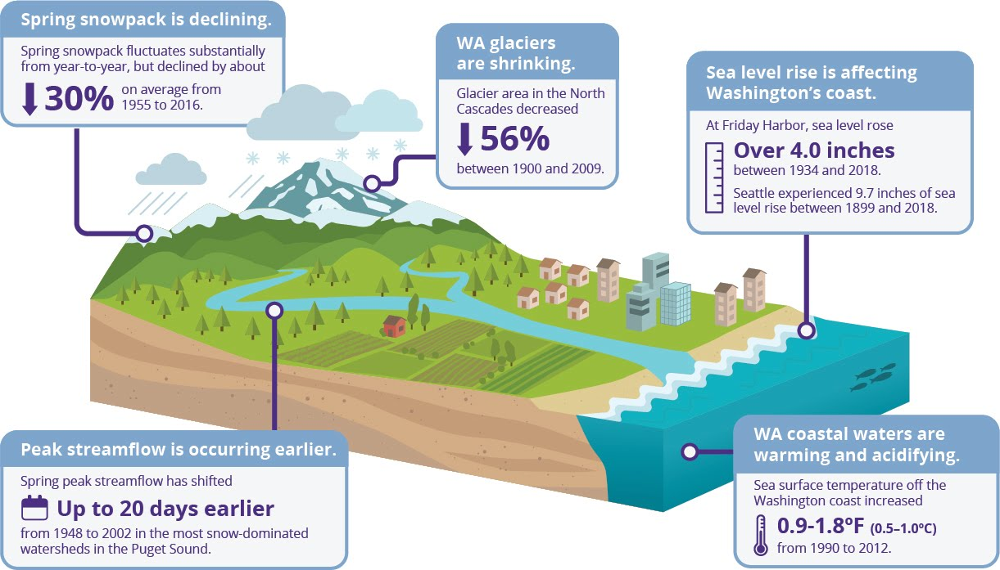 Spring snowpack is declining.
Spring snowpack fluctuates substantially
from year-to-year, but declined by about
30% on average from
1955 to 2016.
WA glaciers
are shrinking.
Glacier area in the North
Cascades decreased
56%
between 1900 and 2009.
Sea level rise is affecting
Washington's coast.
At Friday Harbor, sea level rose
Over 4.0 inches
between 1934 and 2018.
Seattle experienced 9.7 inches of sea
level rise between 1899 and 2018.
Peak streamflow is occurring earlier.
Spring peak streamflow has shifted
Up to 20 days earlier
from 1948 to 2002 in the most snow-dominated
watersheds in the Puget Sound.
WA coastal waters are
warming and acidifying.
Sea surface temperature off the
Washington coast increased
0.9-1.8°F (0.5–1.0°C)
from 1990 to 2012.